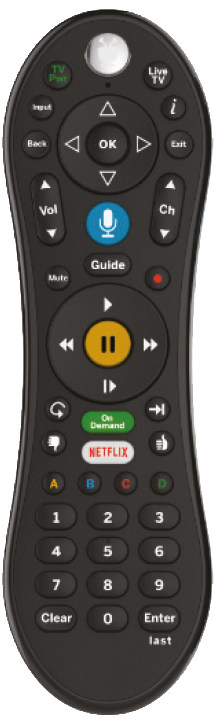 TV
Pwr
Live
TV
Input
i
Back
OK
Exit
Vol
Ch
Guide
Mute
On
Demand
NETFLIX
A B C D
1 2 3
4 5 6
7 8 9
Clear 0 Enter
last